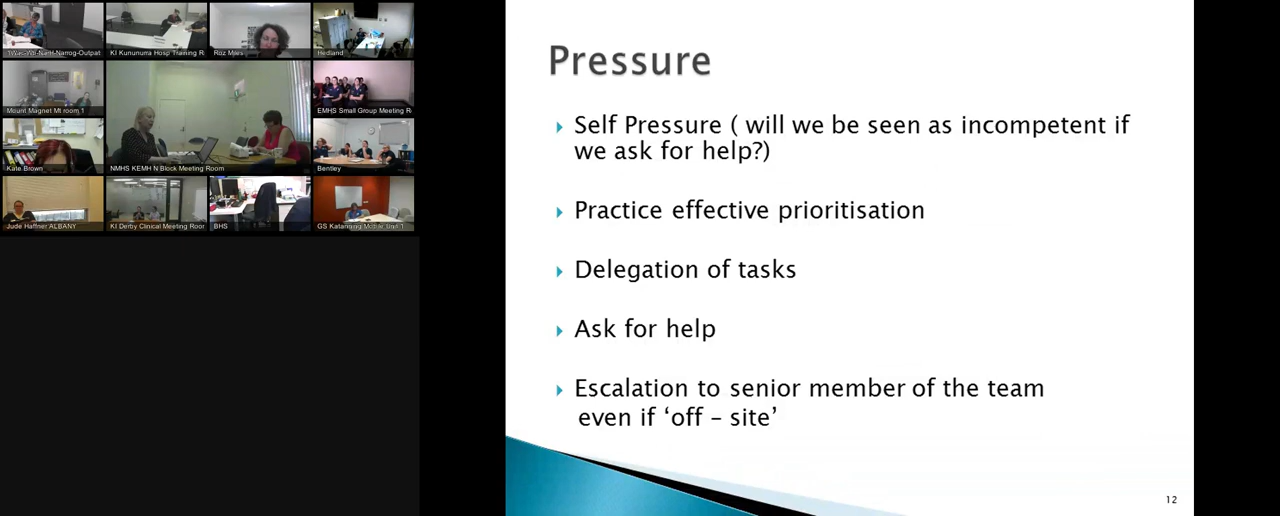 KI Kununurra Hosp Training R
Roz Miles
Hedland
Mount Magnet Mt room 1
EMHS Small Group Meeting R
Kate Brown
NMHS KEMH N Block Meeting Room
Bentley
Jude Haffner ALBANY
KI Derby Clinical Meeting Roor
BHS
GS Katanning Mobile Unit 1
Pressure
Self Pressure ( will we be seen as incompetent if
we ask for help?)
Practice effective prioritisation
Delegation of tasks
Ask for help
Escalation to senior member of the team
even if ‘off – site’
12